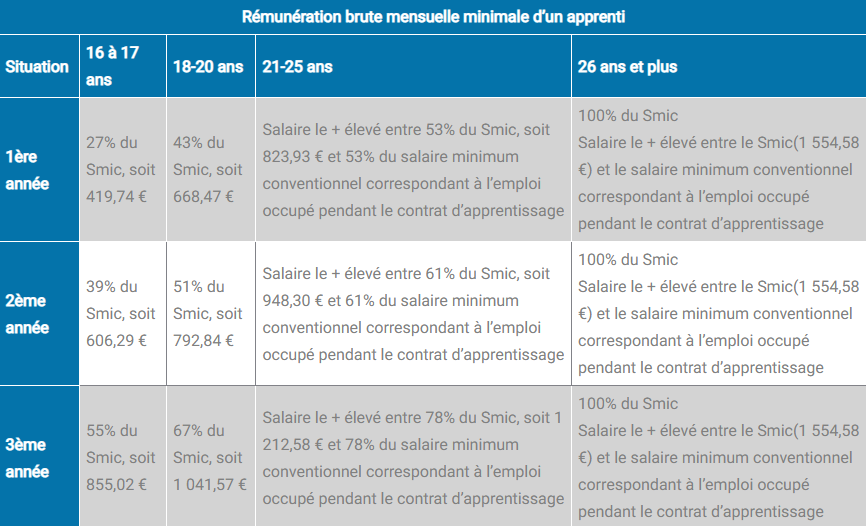 Rémunération brute mensuelle minimale d’un apprenti
Situation
16 à 17
ans
18-20 ans
21-25 ans
26 ans et plus
1ère
année
27% du
Smic, soit
419,74 €
43% du
Smic, soit
668,47 €
Salaire le + élevé entre 53% du Smic, soit
823,93 € et 53% du salaire minimum
conventionnel correspondant à l’emploi
occupé pendant le contrat d’apprentissage
100% du Smic
Salaire le + élevé entre le Smic(1 554,58
€) et le salaire minimum conventionnel
correspondant à l’emploi occupé
pendant le contrat d’apprentissage
2ème
année
39% du
Smic, soit
606,29 €
51% du
Smic, soit
792,84 €
Salaire le + élevé entre 61% du Smic, soit
948,30 € et 61% du salaire minimum
conventionnel correspondant à l’emploi
occupé pendant le contrat d’apprentissage
100% du Smic
Salaire le + élevé entre le Smic(1 554,58
€) et le salaire minimum conventionnel
correspondant à l’emploi occupé
pendant le contrat d’apprentissage
3ème
année
55% du
Smic, soit
855,02 €
67% du
Smic, soit
1 041,57 €
Salaire le + élevé entre 78% du Smic, soit 1
212,58 € et 78% du salaire minimum
conventionnel correspondant à l’emploi
occupé pendant le contrat d’apprentissage
100% du Smic
Salaire le + élevé entre le Smic(1 554,58
€) et le salaire minimum conventionnel
correspondant à l’emploi occupé
pendant le contrat d’apprentissage